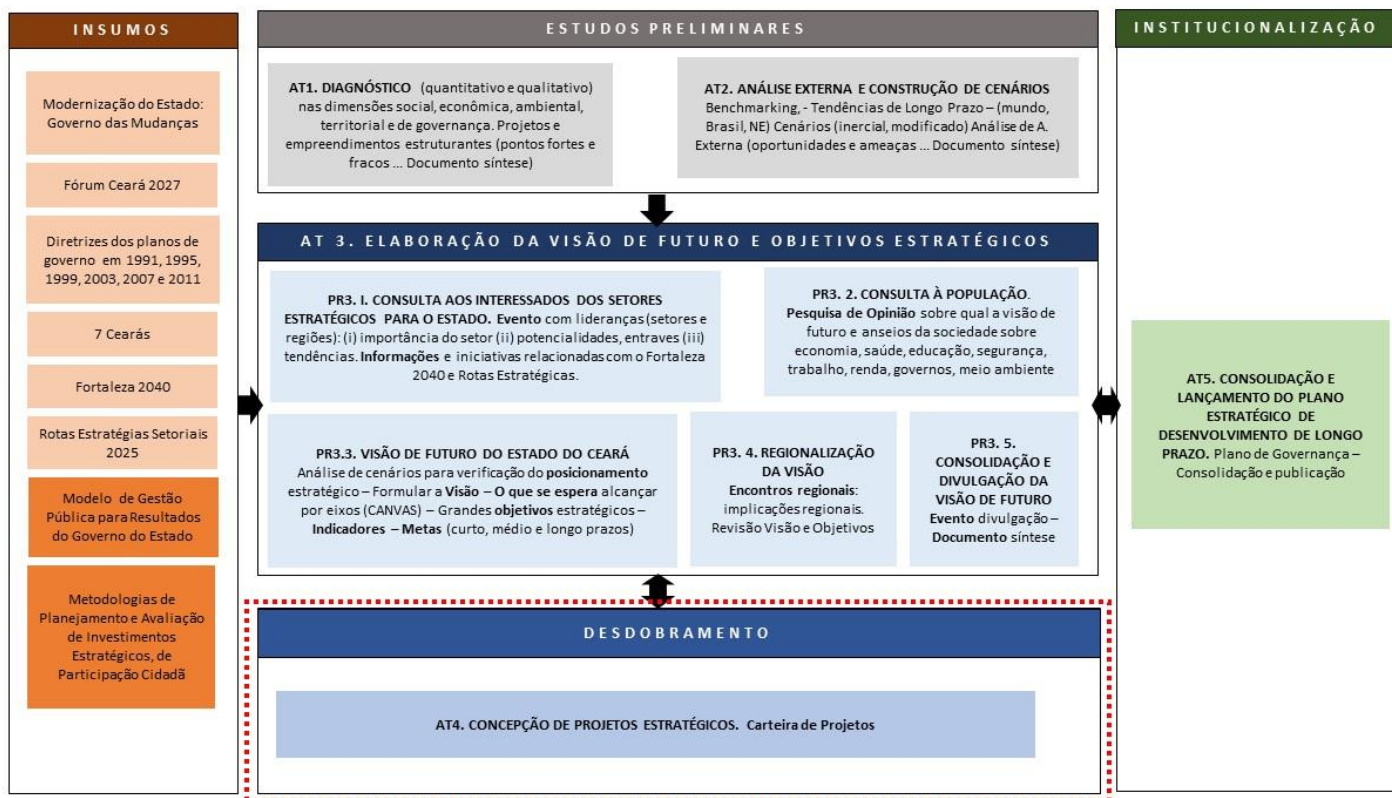 INSUMOS
Modernização do Estado:
Governo das Mudanças
Fórum Ceará 2027
Diretrizes dos planos de
governo em 1991, 1995,
1999, 2003, 2007 e 2011
7 Cearás
Fortaleza 2040
Rotas Estratégias Setoriais
2025
Modelo de Gestão
Pública para Resultados
do Governo do Estado
Metodologias de
Planejamento e Avaliação
de Investimentos
Estratégicos, de
Participação Cidadã
ESTUDOS PRELIMINARES
AT1. DIAGNÓSTICO (quantitativo e qualitativo)
nas dimensões social, econômica, ambiental,
territorial e de governança. Projetos e
empreendimentos estruturantes (pontos fortes e
fracos ... Documento síntese)
AT2. ANÁLISE EXTERNA E CONSTRUÇÃO DE CENÁRIOS
Benchmarking, - Tendências de Longo Prazo – (mundo,
Brasil, NE) Cenários (inercial, modificado) Análise de A.
Externa (oportunidades e ameaças ... Documento síntese)
AT 3. ELABORAÇÃO DA VISÃO DE FUTURO E OBJETIVOS ESTRATÉGICOS
PR3. I. CONSULTA AOS INTERESSADOS DOS SETORES
ESTRATÉGICOS PARA O ESTADO. Evento com lideranças (setores e
regiões): (i) importância do setor (ii) potencialidades, entraves (iii)
tendências. Informações e iniciativas relacionadas com o Fortaleza
2040 e Rotas Estratégicas.
PR3. 2. CONSULTA À POPULAÇÃO.
Pesquisa de Opinião sobre qual a visão de
futuro e anseios da sociedade sobre
economia, saúde, educação, segurança,
trabalho, renda, governos, meio ambiente
PR3.3. VISÃO DE FUTURO DO ESTADO DO CEARÁ
Análise de cenários para verificação do posicionamento
estratégico – Formular a Visão – O que se espera alcançar
por eixos (CANVAS) – Grandes objetivos estratégicos –
Indicadores – Metas (curto, médio e longo prazos)
PR3. 4. REGIONALIZAÇÃO
DA VISÃO
Encontros regionais:
implicações regionais.
Revisão Visão e Objetivos
PR3. 5.
CONSOLIDAÇÃO E
DIVULGAÇÃO DA
VISÃO DE FUTURO
Evento divulgação –
Documento síntese
DESDOBRAMENTO
AT4. CONCEPÇÃO DE PROJETOS ESTRATÉGICOS. Carteira de Projetos
INSTITUCIONALIZAÇÃO
AT5. CONSOLIDAÇÃO E
LANÇAMENTO DO PLANO
ESTRATÉGICO DE
DESENVOLVIMENTO DE LONGO
PRAZO. Plano de Governança –
Consolidação e publicação